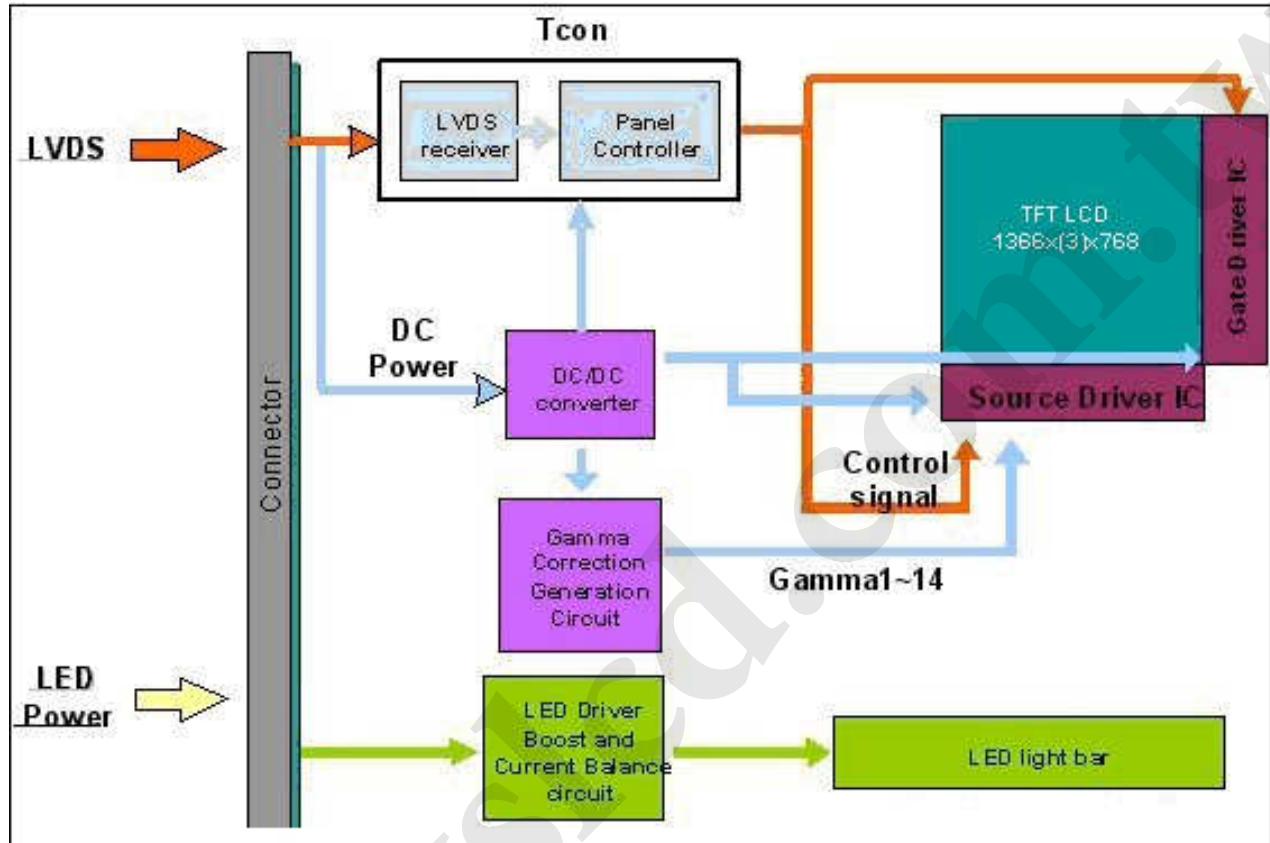 Tcon
LVDS
LVDS
receiver
Panel
Controller
TFT LCD
1366x(3)x768
Gate Driver IC
Source Driver IC
Connector
DC
Power
DC/DC
converter
Control
signal
Gamma
Correction
Generation
Circuit
Gamma1~14
LED
Power
LED Driver
Boost and
Current Balance
circuit
LED light bar